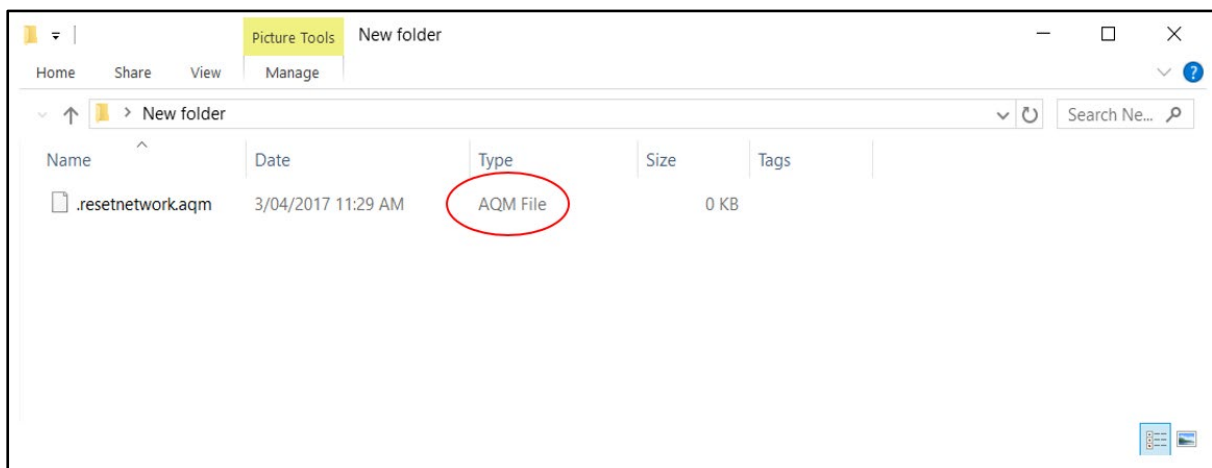 Picture Tools New folder
Home Share View Manage
New folder Search Ne...
Name Date Type Size Tags
.resetnetwork.aqm 3/04/2017 11:29 AM AQM File 0 KB